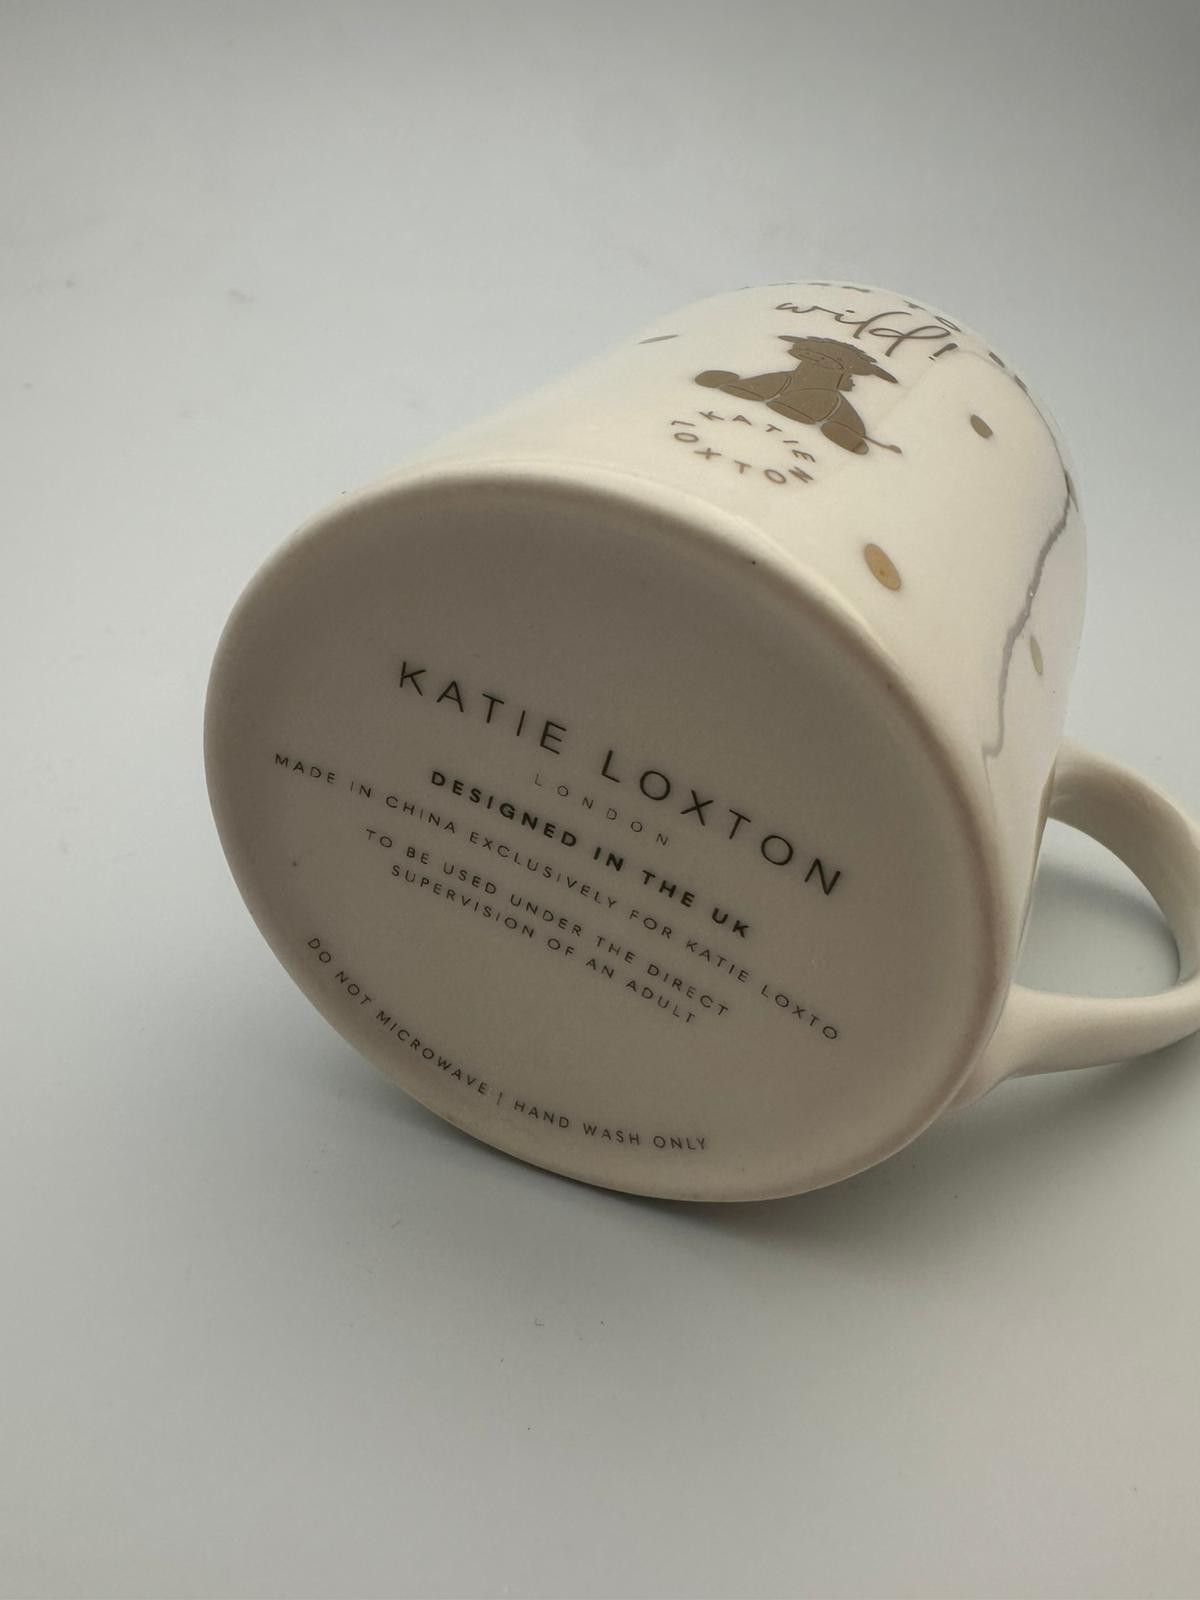 wild!
KATIE
LOXTON
KATIE LOXTON
LONDON
DESIGNED IN THE UK
MADE IN CHINA EXCLUSIVELY FOR KATIE LOXTO
TO BE USED UNDER THE DIRECT
SUPERVISION OF AN ADULT
DO NOT MICROWAVE | HAND WASH ONLY